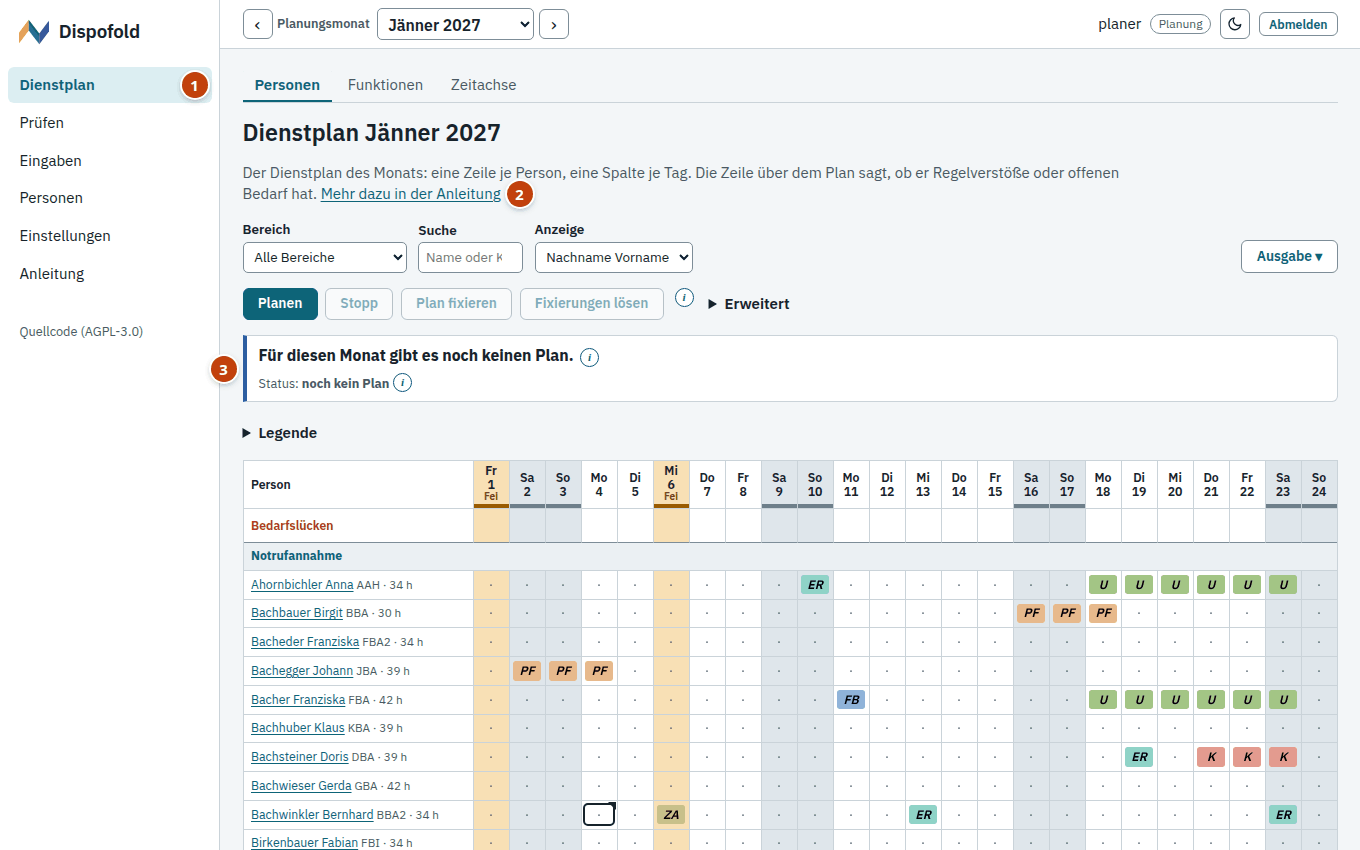 Dispofold
‹ Planungsmonat Jänner 2027 ›
planer Planung Abmelden
Dienstplan 1
Prüfen
Eingaben
Personen
Einstellungen
Anleitung
Quellcode (AGPL-3.0)
Personen Funktionen Zeitachse
Dienstplan Jänner 2027
Der Dienstplan des Monats: eine Zeile je Person, eine Spalte je Tag. Die Zeile über dem Plan sagt, ob er Regelverstöße oder offenen
Bedarf hat. Mehr dazu in der Anleitung 2
Bereich Suche Anzeige
Alle Bereiche Name oder K Nachname Vorname Ausgabe ▾
Planen Stopp Plan fixieren Fixierungen lösen i ▶ Erweitert
Für diesen Monat gibt es noch keinen Plan. i
3
Status: noch kein Plan i
▶ Legende
Person Fr 1 Fei Sa 2 So 3 Mo 4 Di 5 Mi 6 Fei Do 7 Fr 8 Sa 9 So 10 Mo 11 Di 12 Mi 13 Do 14 Fr 15 Sa 16 So 17 Mo 18 Di 19 Mi 20 Do 21 Fr 22 Sa 23 So 24
Bedarfslücken
Notrufannahme
Ahornbichler Anna AAH · 34 h · · · · · · · · · ER · · · · · · · U U U U U U ·
Bachbauer Birgit BBA · 30 h · · · · · · · · · · · · · · · PF PF PF · · · · · ·
Bacheder Franziska FBA2 · 34 h · · · · · · · · · · · · · · · · · · · · · · · ·
Bachegger Johann JBA · 39 h · PF PF PF · · · · · · · · · · · · · · · · · · · ·
Bacher Franziska FBA · 42 h · · · · · · · · · · FB · · · · · · U U U U U U ·
Bachhuber Klaus KBA · 39 h · · · · · · · · · · · · · · · · · · · · · · · ·
Bachsteiner Doris DBA · 39 h · · · · · · · · · · · · · · · · · · ER · K K K ·
Bachwieser Gerda GBA · 42 h · · · · · · · · · · · · · · · · · · · · · · · ·
Bachwinkler Bernhard BBA2 · 34 h · · · · · ZA · · · · · · ER · · · · · · · · · ER ·
Birkenbauer Fabian FBI · 34 h · · · · · · · · · · · · · · · · · · · · · · · ·